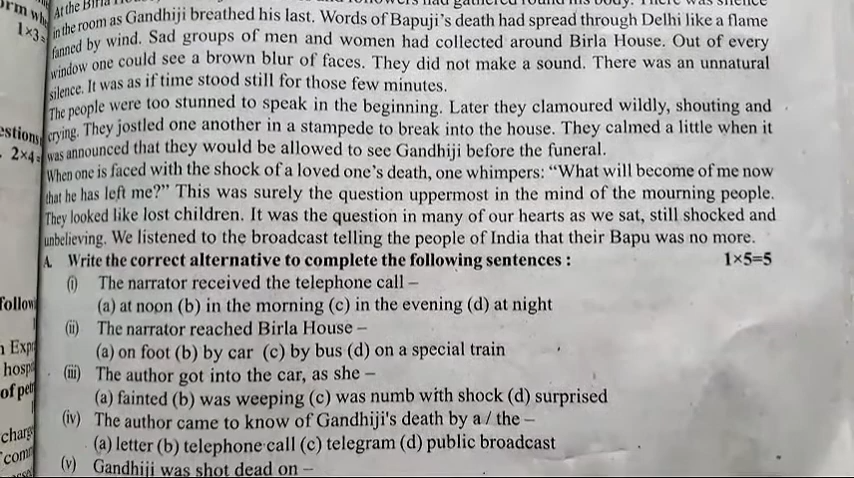 At the Birla House
in the room as Gandhiji breathed his last. Words of Bapuji's death had spread through Delhi like a flame
fanned by wind. Sad groups of men and women had collected around Birla House. Out of every
window one could see a brown blur of faces. They did not make a sound. There was an unnatural
silence. It was as if time stood still for those few minutes.
The people were too stunned to speak in the beginning. Later they clamoured wildly, shouting and
crying. They jostled one another in a stampede to break into the house. They calmed a little when it
was announced that they would be allowed to see Gandhiji before the funeral.
When one is faced with the shock of a loved one's death, one whimpers: "What will become of me now
that he has left me?" This was surely the question uppermost in the mind of the mourning people.
They looked like lost children. It was the question in many of our hearts as we sat, still shocked and
unbelieving. We listened to the broadcast telling the people of India that their Bapu was no more.
A. Write the correct alternative to complete the following sentences : 1×5=5
(i) The narrator received the telephone call –
(a) at noon (b) in the morning (c) in the evening (d) at night
(ii) The narrator reached Birla House –
(a) on foot (b) by car (c) by bus (d) on a special train
(iii) The author got into the car, as she –
(a) fainted (b) was weeping (c) was numb with shock (d) surprised
(iv) The author came to know of Gandhiji's death by a / the –
(a) letter (b) telephone call (c) telegram (d) public broadcast
(v) Gandhiji was shot dead on –